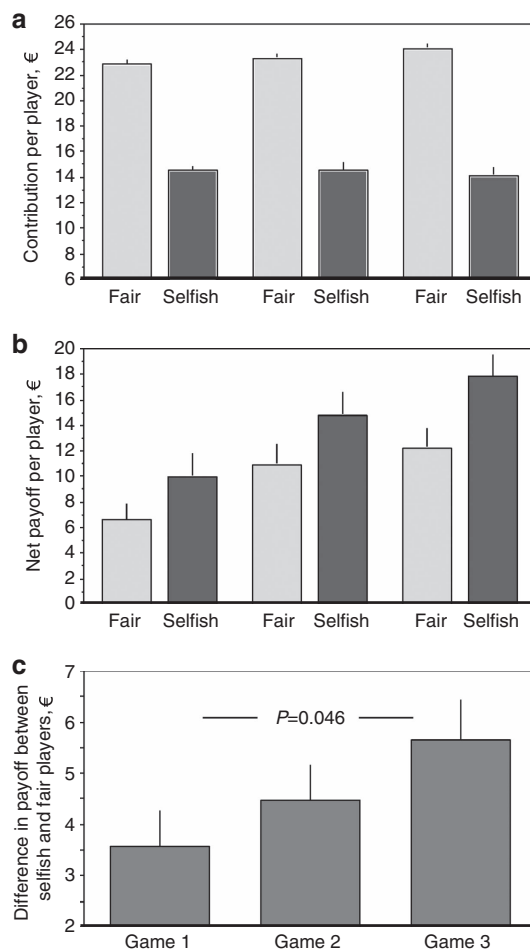 a
Contribution per player, €
26
24
22
20
18
16
14
12
10
8
6
Fair Selfish Fair Selfish Fair Selfish
b
Net payoff per player, €
20
18
16
14
12
10
8
6
4
2
0
Fair Selfish Fair Selfish Fair Selfish
c
Difference in payoff between
selfish and fair players, €
7
6
5
4
3
2
P=0.046
Game 1 Game 2 Game 3